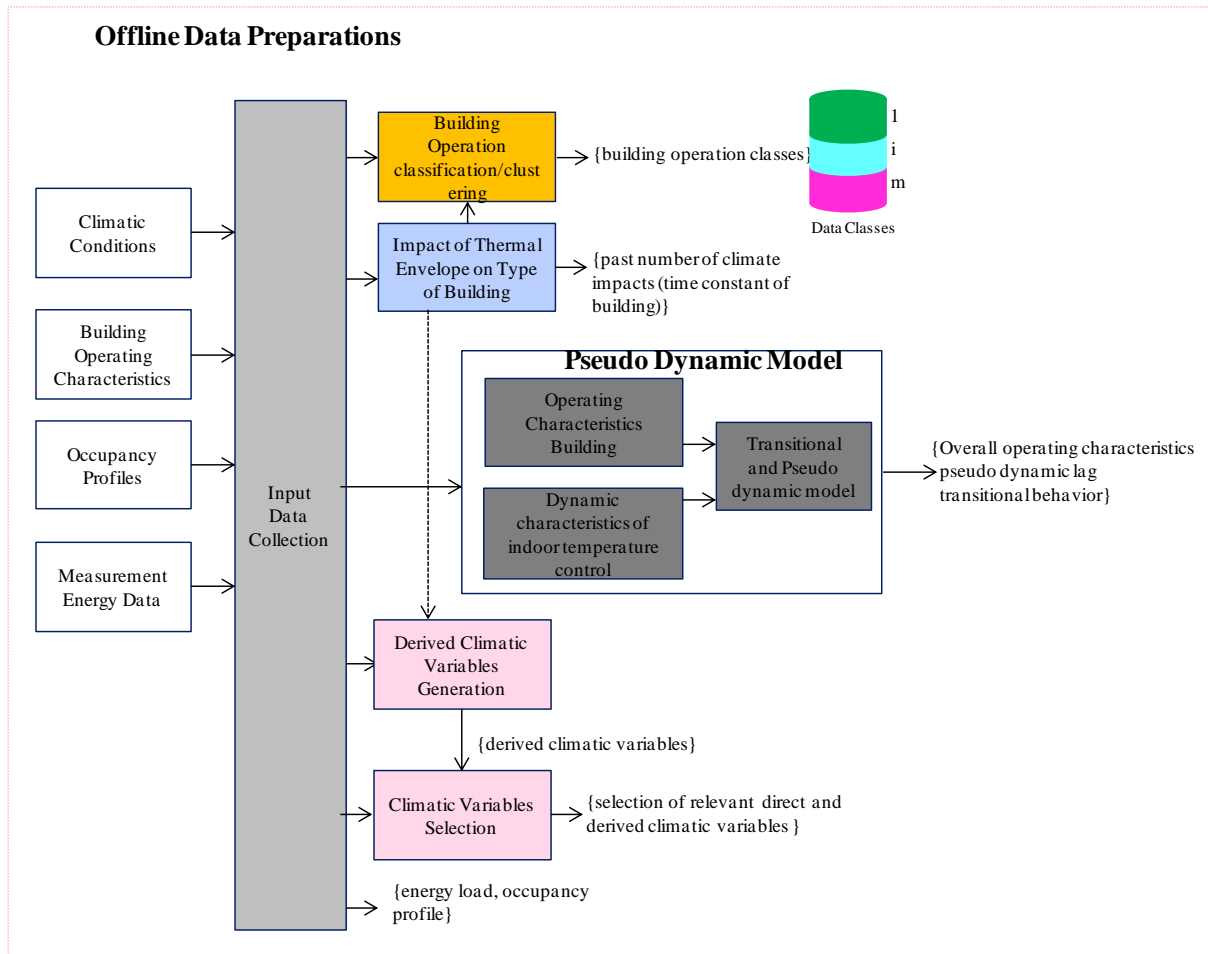 Offline Data Preparations
Climatic
Conditions
Building
Operating
Characteristics
Occupancy
Profiles
Measurement
Energy Data
Input
Data
Collection
Building
Operation
classification/clust
ering
{building operation classes}
1
i
m
Data Classes
Impact of Thermal
Envelope on Type
of Building
{past number of climate
impacts (time constant of
building)}
Pseudo Dynamic Model
Operating
Characteristics
Building
Dynamic
characteristics of
indoor temperature
control
Transitional
and Pseudo
dynamic model
{Overall operating characteristics
pseudo dynamic lag
transitional behavior}
Derived Climatic
Variables
Generation
{derived climatic variables}
Climatic Variables
Selection
{selection of relevant direct and
derived climatic variables }
{energy load, occupancy
profile}